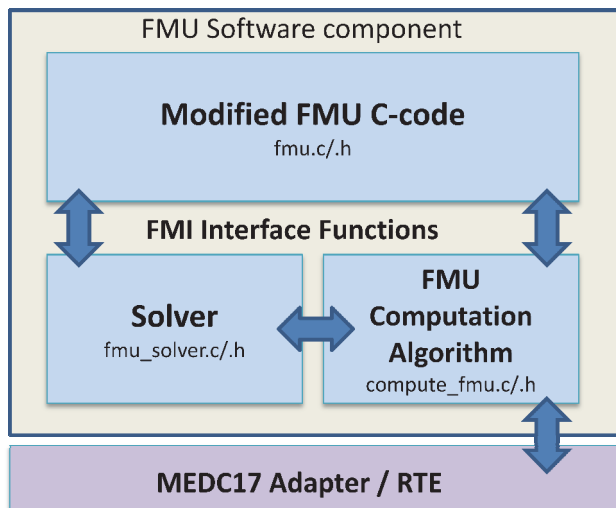 FMU Software component
Modified FMU C-code
fmu.c/.h
FMI Interface Functions
Solver
fmu_solver.c/.h
FMU
Computation
Algorithm
compute_fmu.c/.h
MEDC17 Adapter / RTE